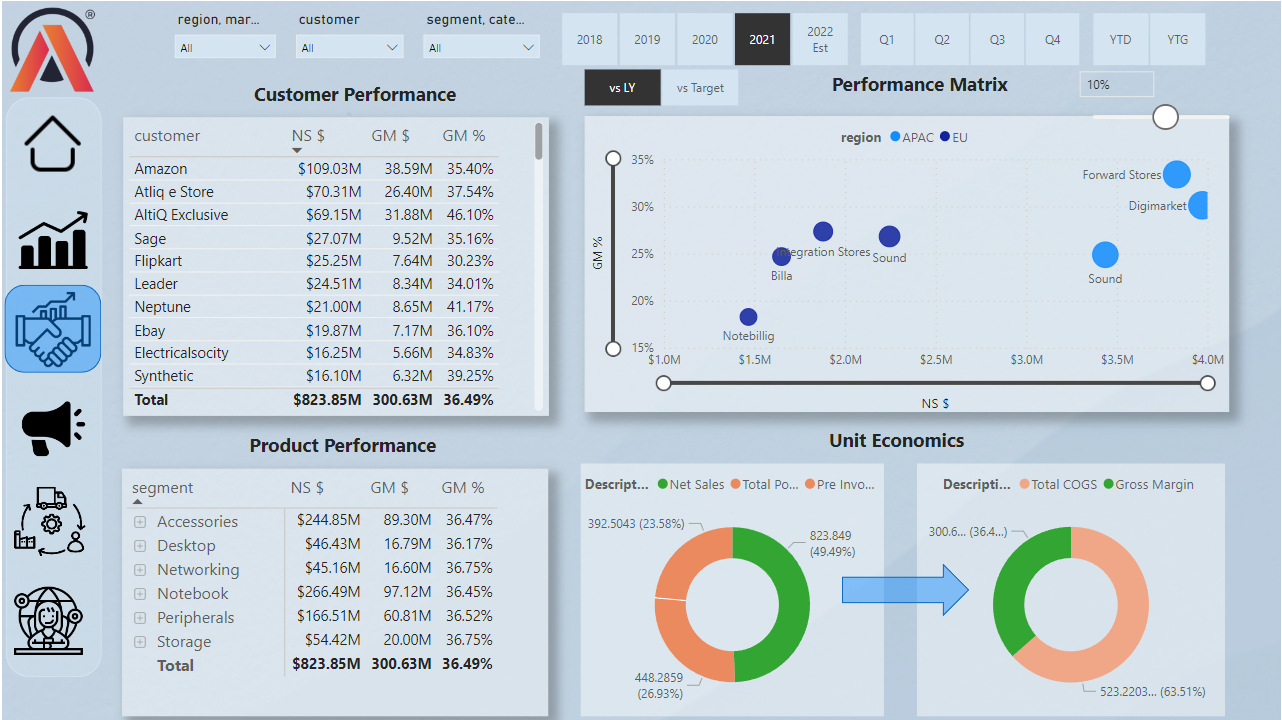 region, mar... customer segment, cate...
All All All
2018 2019 2020 2021 2022 Est Q1 Q2 Q3 Q4 YTD YTG
vs LY vs Target
Performance Matrix
10%
Customer Performance
customer NS $ GM $ GM %
Amazon $109.03M 38.59M 35.40%
Atliq e Store $70.31M 26.40M 37.54%
AltiQ Exclusive $69.15M 31.88M 46.10%
Sage $27.07M 9.52M 35.16%
Flipkart $25.25M 7.64M 30.23%
Leader $24.51M 8.34M 34.01%
Neptune $21.00M 8.65M 41.17%
Ebay $19.87M 7.17M 36.10%
Electricalsocity $16.25M 5.66M 34.83%
Synthetic $16.10M 6.32M 39.25%
Total $823.85M 300.63M 36.49%
region APAC EU
35%
30%
25%
20%
15%
GM %
Forward Stores
Digimarket
Integration Stores
Sound
Billa
Sound
Notebillig
$1.0M $1.5M $2.0M $2.5M $3.0M $3.5M $4.0M
NS $
Product Performance
segment NS $ GM $ GM %
Accessories $244.85M 89.30M 36.47%
Desktop $46.43M 16.79M 36.17%
Networking $45.16M 16.60M 36.75%
Notebook $266.49M 97.12M 36.45%
Peripherals $166.51M 60.81M 36.52%
Storage $54.42M 20.00M 36.75%
Total $823.85M 300.63M 36.49%
Unit Economics
Descript... Net Sales Total Po... Pre Invo...
392.5043 (23.58%)
823.849
(49.49%)
448.2859
(26.93%)
Descripti... Total COGS Gross Margin
300.6... (36.4...)
523.2203... (63.51%)